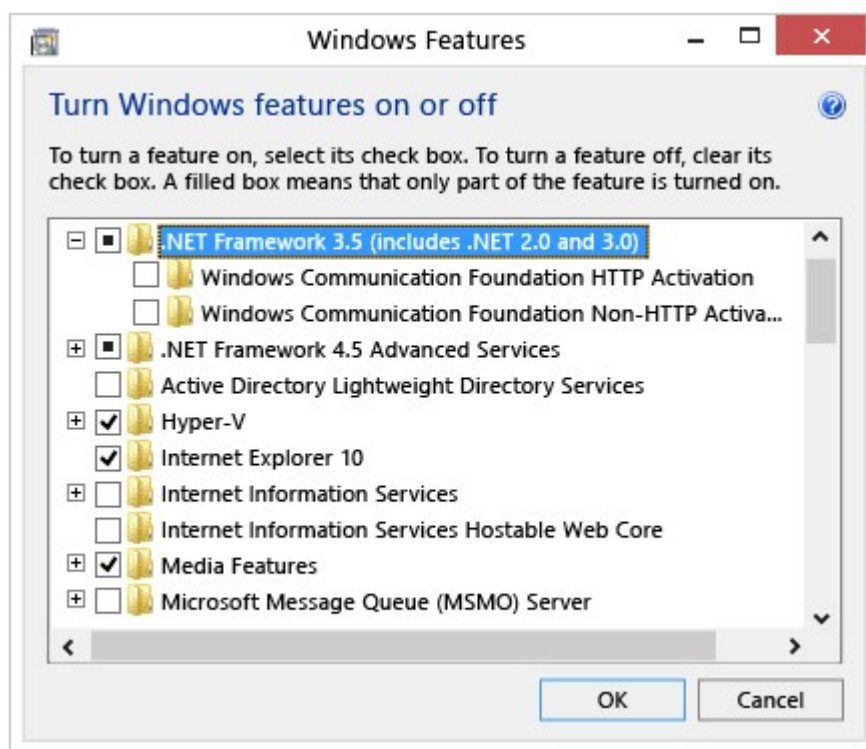 Windows Features
Turn Windows features on or off
To turn a feature on, select its check box. To turn a feature off, clear its
check box. A filled box means that only part of the feature is turned on.
.NET Framework 3.5 (includes .NET 2.0 and 3.0)
Windows Communication Foundation HTTP Activation
Windows Communication Foundation Non-HTTP Activa...
.NET Framework 4.5 Advanced Services
Active Directory Lightweight Directory Services
Hyper-V
Internet Explorer 10
Internet Information Services
Internet Information Services Hostable Web Core
Media Features
Microsoft Message Queue (MSMO) Server
OK
Cancel